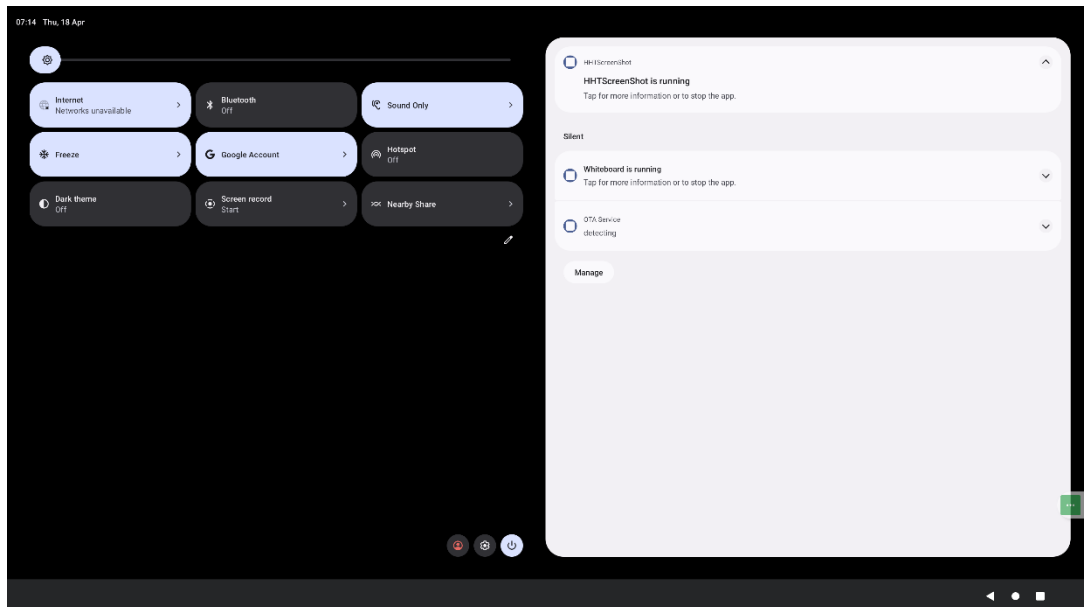 07:14 Thu, 18 Apr
Internet
Networks unavailable
Bluetooth
Off
Sound Only
Freeze
Google Account
Hotspot
Off
Dark theme
Off
Screen record
Start
Nearby Share
HHTScreenShot
HHTScreenShot is running
Tap for more information or to stop the app.
Silent
Whiteboard is running
Tap for more information or to stop the app.
OTA Service
detecting
Manage